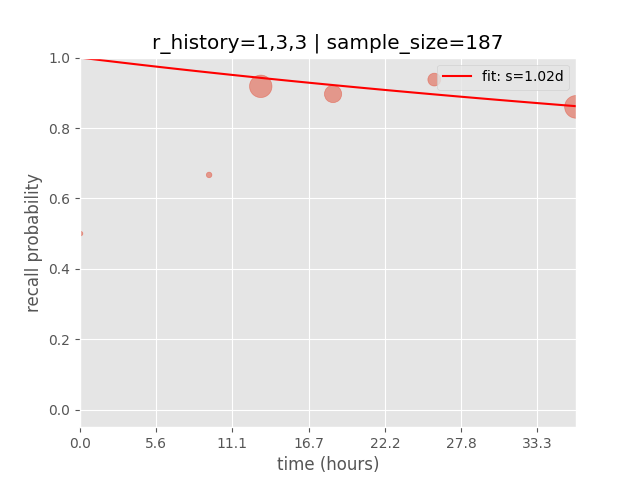 r_history=1,3,3 | sample_size=187
fit: s=1.02d
recall probability
1.0
0.8
0.6
0.4
0.2
0.0
0.0 5.6 11.1 16.7 22.2 27.8 33.3
time (hours)